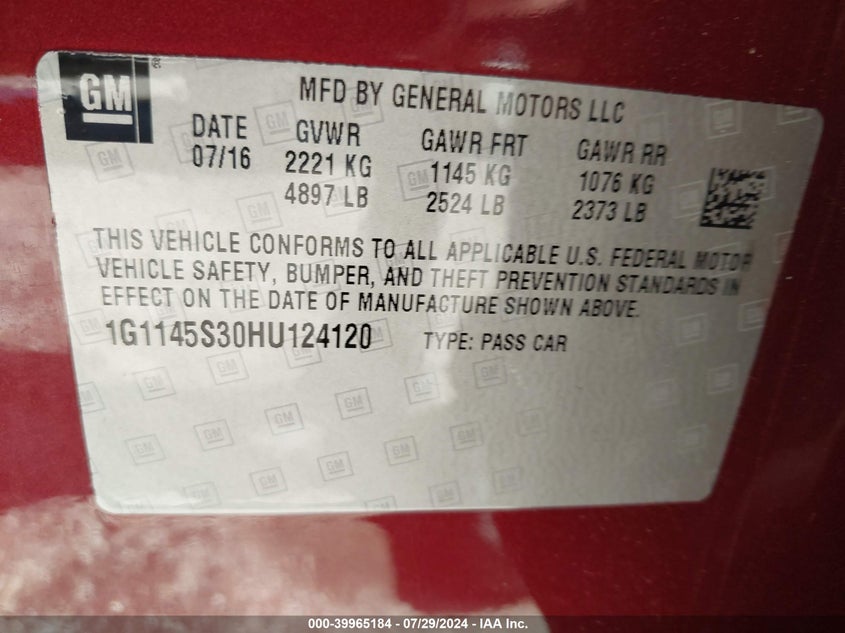 GM
MFD BY GENERAL MOTORS LLC
DATE GVWR GAWR FRT GAWR RR
07/16 2221 KG 1145 KG 1076 KG
4897 LB 2524 LB 2373 LB
THIS VEHICLE CONFORMS TO ALL APPLICABLE U.S. FEDERAL MOTOR
VEHICLE SAFETY, BUMPER, AND THEFT PREVENTION STANDARDS IN
EFFECT ON THE DATE OF MANUFACTURE SHOWN ABOVE.
1G1145S30HU124120 TYPE: PASS CAR
000-39965184 - 07/29/2024 - IAA Inc.